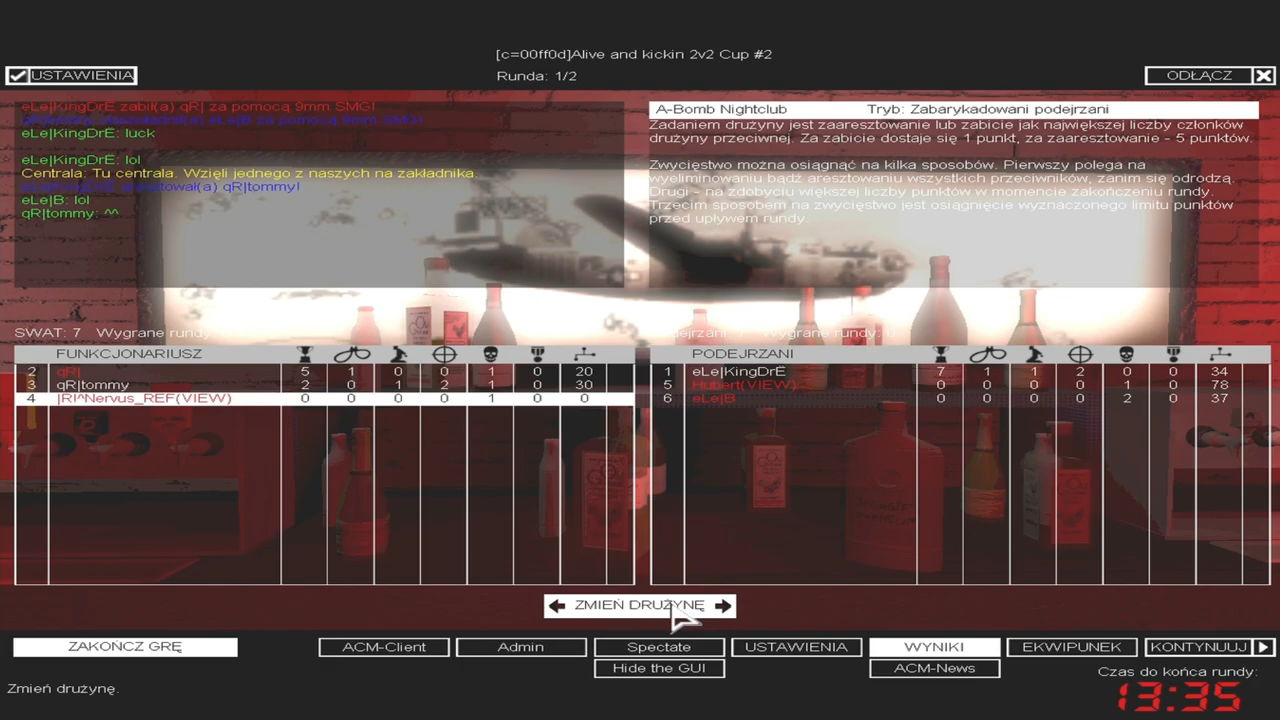 [c=00ff0d]Alive and kickin 2v2 Cup #2
USTAWIENIA
Runda: 1/2
ODŁĄCZ
eLe|KingDrE zabił(a) qR| za pomocą 9mm SMG!
eLe|B za pomocą 9mm SMG!
eLe|KingDrE: luck
eLe|KingDrE: lol
Centrala: Tu centrala. Wzięli jednego z naszych na zakładnika.
eLe|KingDrE aresztował(a) qR|tommy!
eLe|B: lol
qR|tommy: ^^
A-Bomb Nightclub Tryb: Zabarykadowani podejrzani
Zadaniem drużyny jest zaaresztowanie lub zabicie jak największej liczby członków
drużyny przeciwnej. Za zabicie dostaje się 1 punkt, za zaaresztowanie - 5 punktów.
Zwycięstwo można osiągnąć na kilka sposobów. Pierwszy polega na
wyeliminowaniu bądź aresztowaniu wszystkich przeciwników, zanim się odrodzą.
Drugi - na zdobyciu większej liczby punktów w momencie zakończeniu rundy.
Trzecim sposobem na zwycięstwo jest osiągnięcie wyznaczonego limitu punktów
przed upływem rundy.
SWAT: 7 Wygrane rundy
Wygrane rundy:
FUNKCJONARIUSZ
2 qR| 5 1 0 0 1 0 20
3 qR|tommy 2 0 1 2 1 0 30
4 |R|^Nervus_REF(VIEW) 0 0 0 0 1 0 0
PODEJRZANI
1 eLe|KingDrE 7 1 1 2 0 0 34
5 Hubert(VIEW) 0 0 0 0 1 0 78
6 eLe|B 0 0 0 0 2 0 37
ZMIEŃ DRUŻYNĘ
ZAKOŃCZ GRĘ
ACM-Client
Admin
Spectate
USTAWIENIA
WYNIKI
EKWIPUNEK
KONTYNUUJ
Hide the GUI
ACM-News
Czas do końca rundy:
Zmień drużynę.
13:35